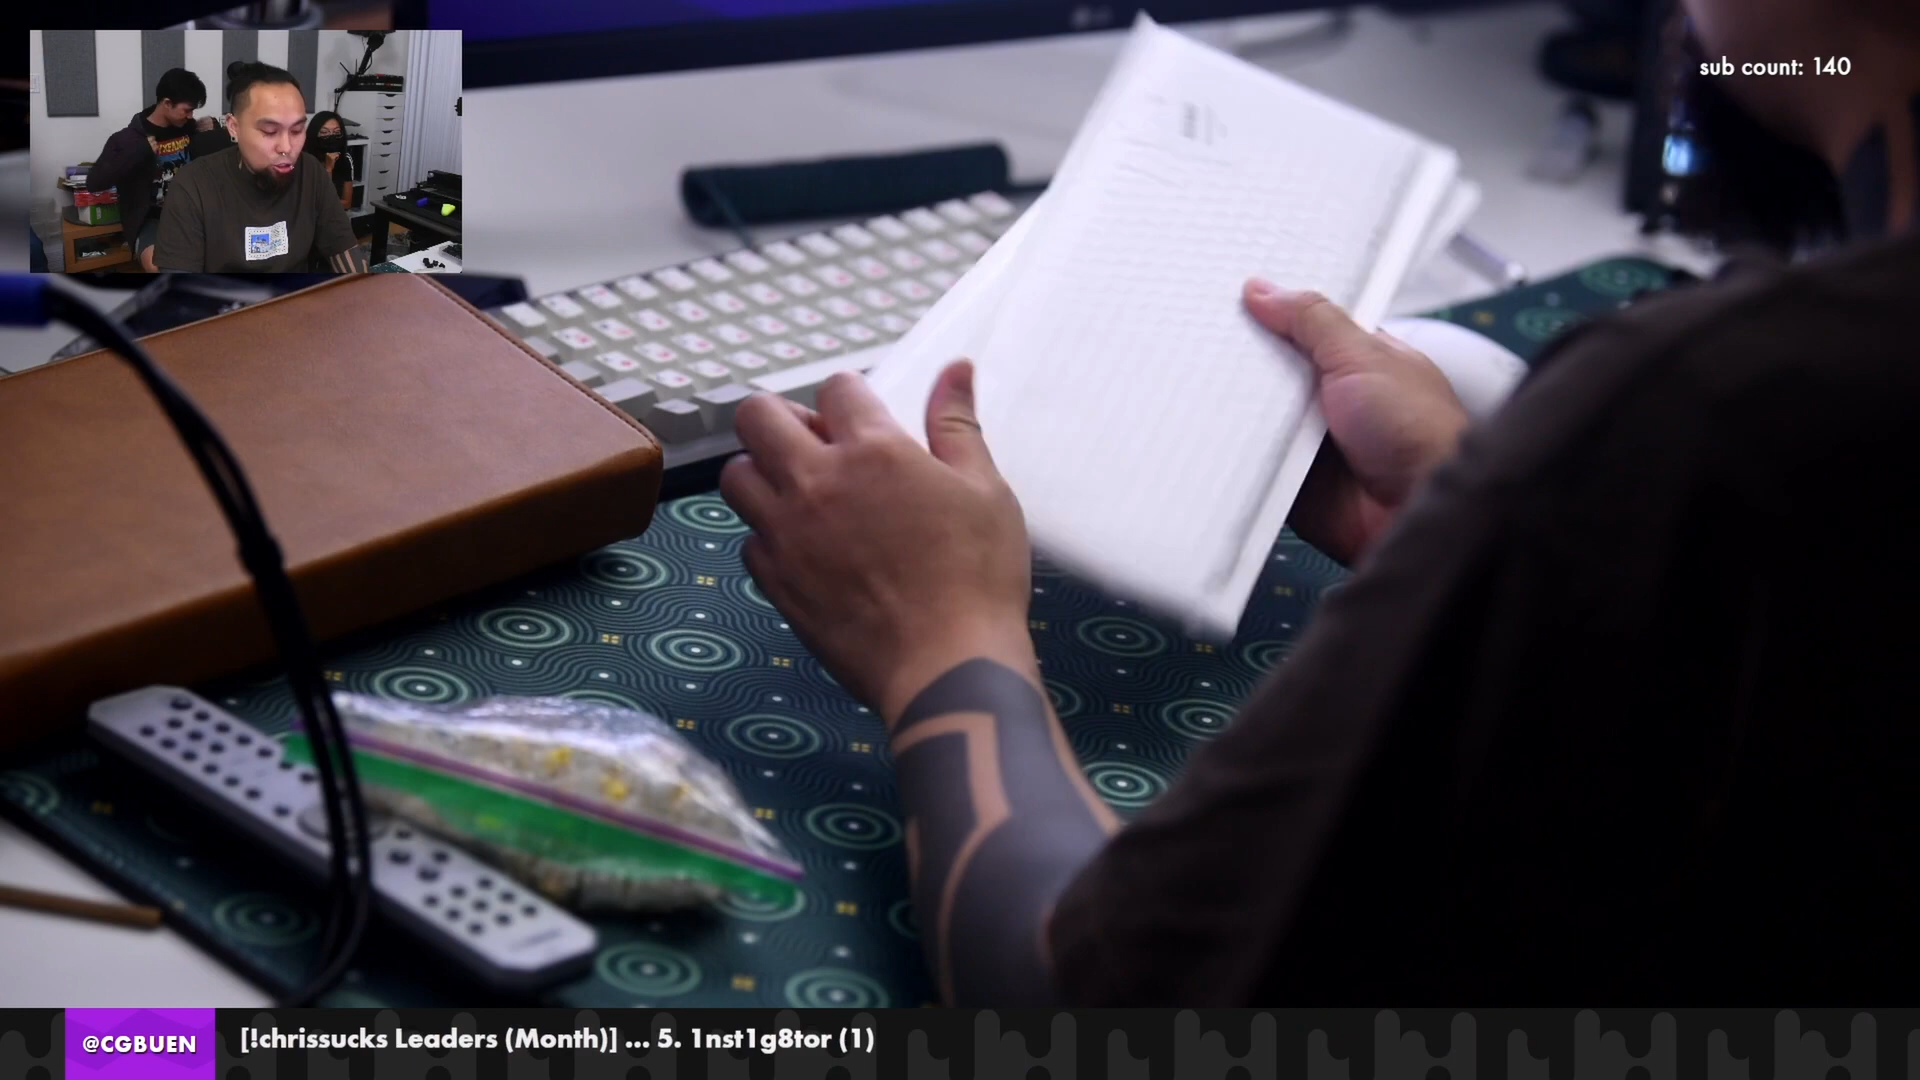 sub count: 140
@CGBUEN
[!chrissucks Leaders (Month)] ... 5. 1nst1g8tor (1)